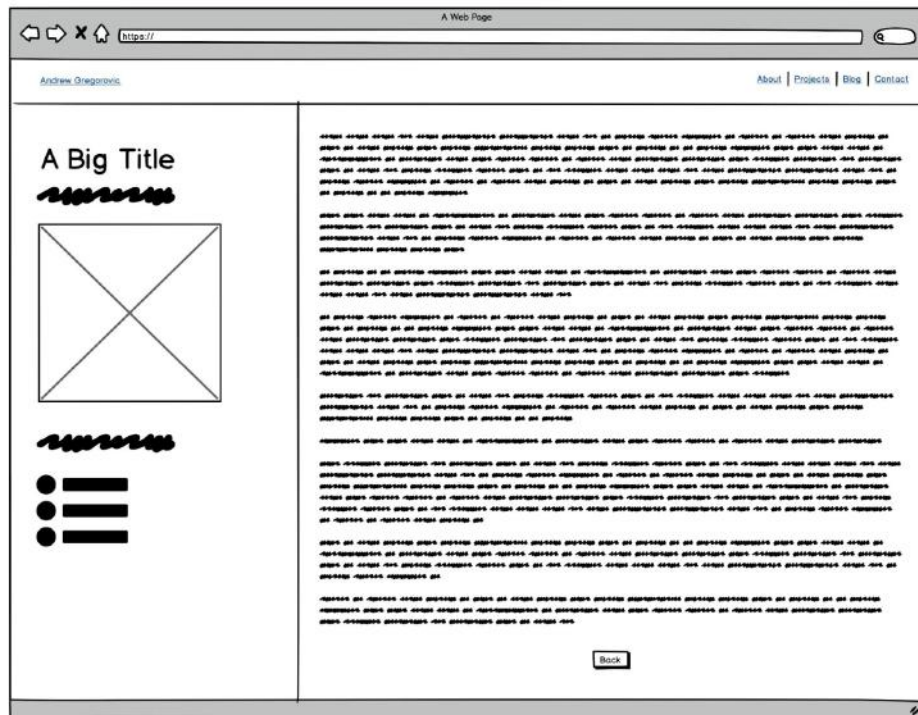 A Web Page
https://
Andrew Gregorovic
About | Projects | Blog | Contact
A Big Title
Back